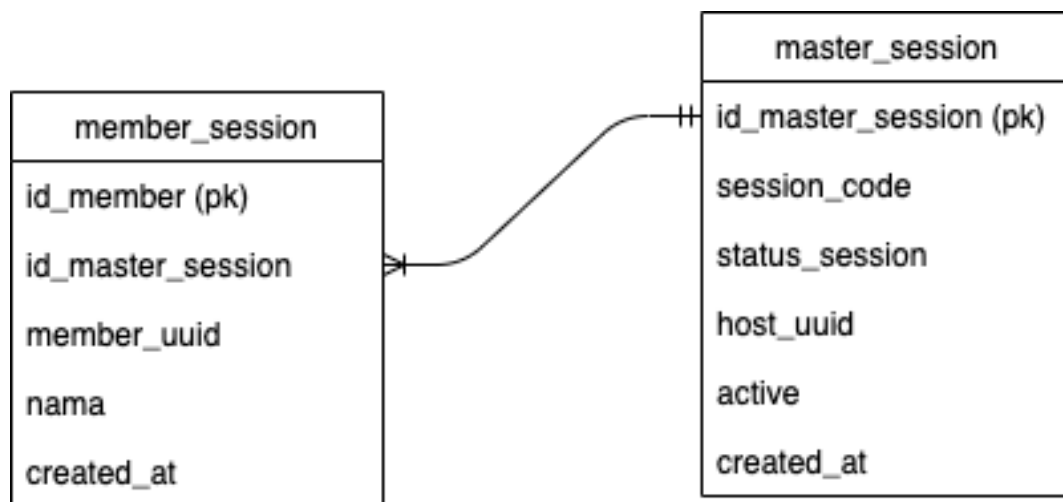 member_session
id_member (pk)
id_master_session
member_uuid
nama
created_at
master_session
id_master_session (pk)
session_code
status_session
host_uuid
active
created_at